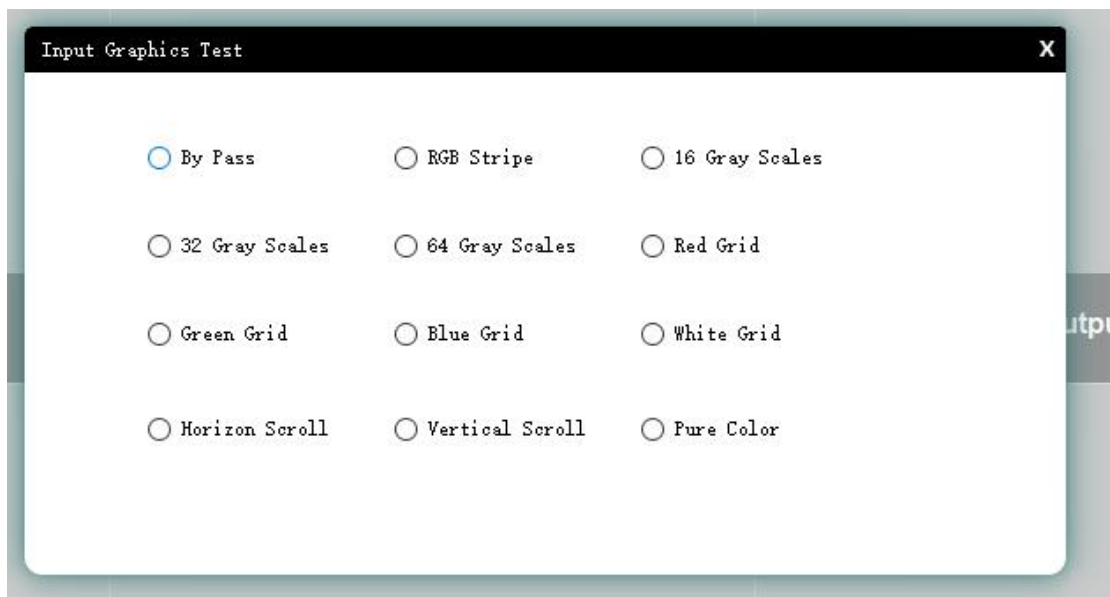 Input Graphics Test X
By Pass RGB Stripe 16 Gray Scales
32 Gray Scales 64 Gray Scales Red Grid
Green Grid Blue Grid White Grid
Horizon Scroll Vertical Scroll Pure Color